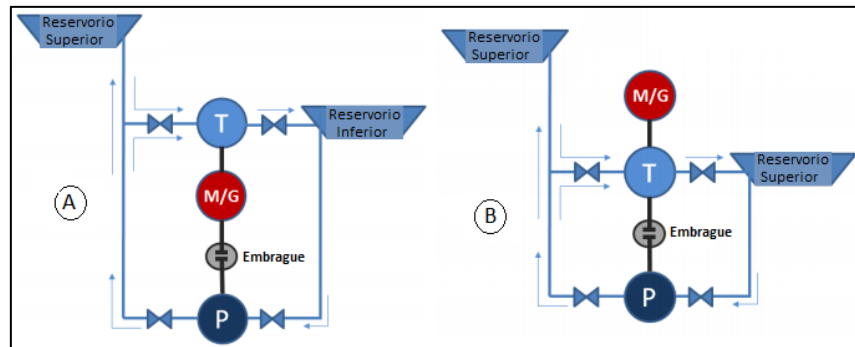 Reservorio
Superior
T
Reservorio
Inferior
M/G
A
Embrague
P
Reservorio
Superior
M/G
T
Reservorio
Superior
B
Embrague
P